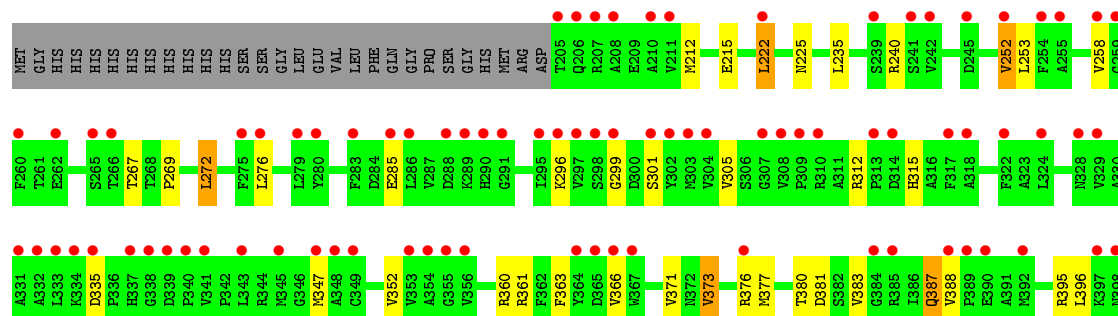 MET GLY HIS HIS HIS HIS HIS HIS HIS HIS HIS HIS SER SER GLY LEU GLU VAL LEU PHE GLN GLY PRO SER GLY HIS MET ARG ASP T205 Q206 R207 A208 E209 A210 V211 M212 E215 L222 N225 L235 S239 R240 S241 V242 D245 V252 L253 F254 A255 V258 G259
F260 T261 E262 S265 T266 T267 T268 P269 L272 F275 L276 L279 Y280 F283 D284 E285 L286 V287 D288 K289 H290 G291 I295 K296 V297 S298 G299 D300 S301 Y302 M303 V304 V305 S306 G307 V308 P309 R310 A311 R312 P313 D314 H315 A316 F317 A318 F322 A323 L324 N328 V329 A330
A331 A332 L333 K334 D335 P336 H337 G338 D339 P340 V341 P342 L343 R344 M345 G346 M347 A348 C349 V352 V353 A354 G355 V356 R360 R361 F362 F363 Y364 D365 V366 W367 V371 N372 V373 R376 M377 T380 D381 S382 V383 G384 R385 I386 Q387 V388 P389 E390 A391 M392 R395 L396 K397